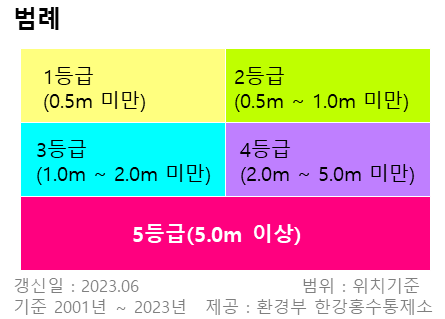 범례
1등급
(0.5m 미만)
2등급
(0.5m ~ 1.0m 미만)
3등급
(1.0m ~ 2.0m 미만)
4등급
(2.0m ~ 5.0m 미만)
5등급(5.0m 이상)
갱신일 : 2023.06
범위 : 위치기준
기준 2001년 ~ 2023년
제공 : 환경부 한강홍수통제소